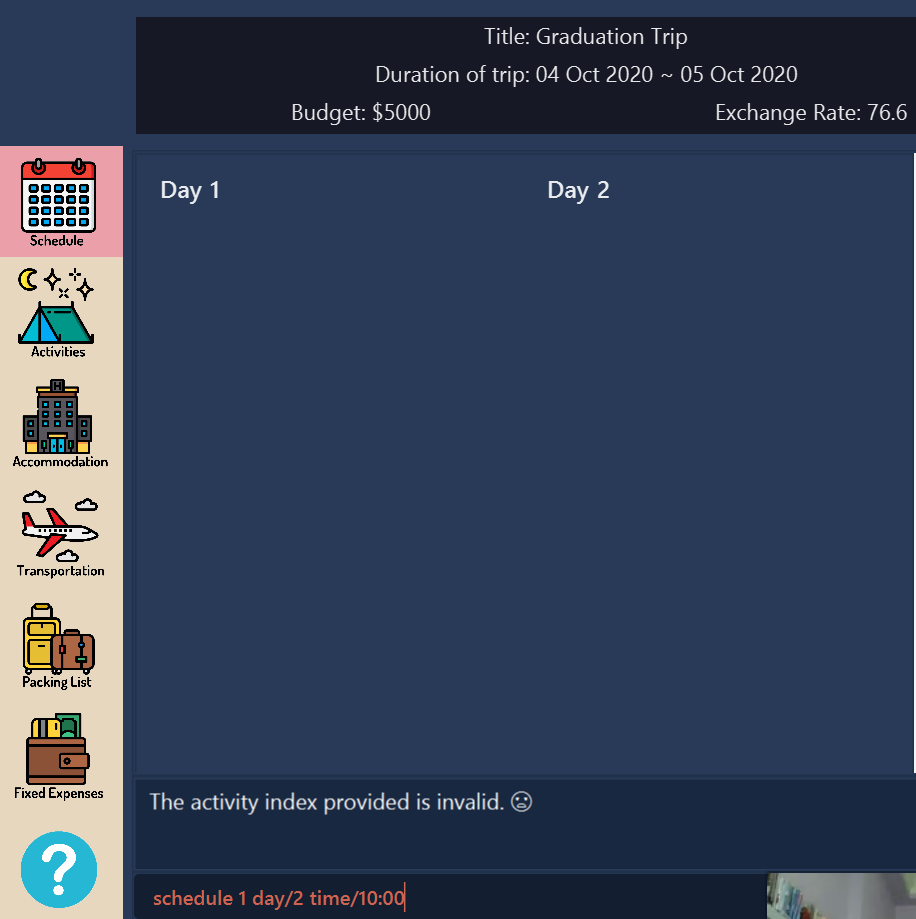 Title: Graduation Trip
Duration of trip: 04 Oct 2020 ~ 05 Oct 2020
Budget: $5000 Exchange Rate: 76.6
Day 1 Day 2
Schedule
Activities
H
Accommodation
Transportation
Packing List
Fixed Expenses
?
The activity index provided is invalid. 😦
schedule 1 day/2 time/10:00